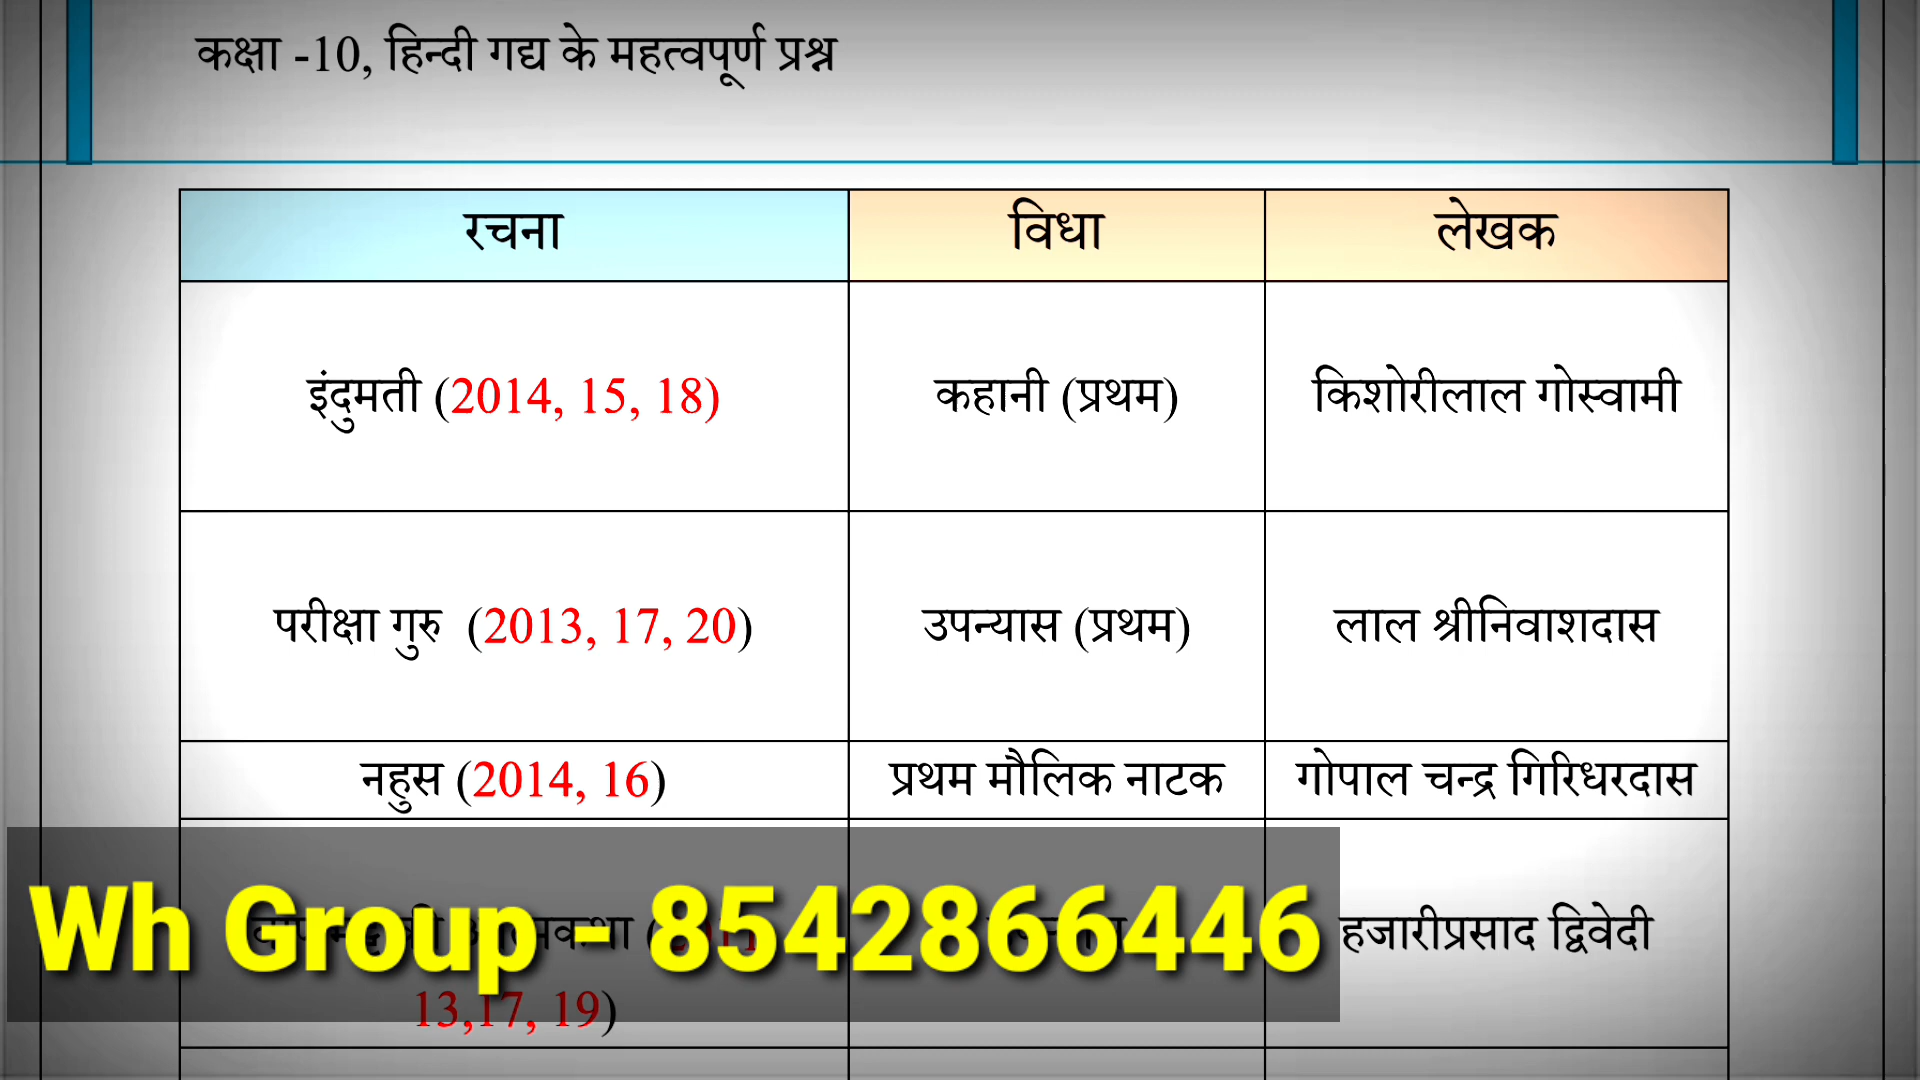 कक्षा -10, हिन्दी गद्य के महत्वपूर्ण प्रश्न
रचना विधा लेखक
इंदुमती (2014, 15, 18) कहानी (प्रथम) किशोरीलाल गोस्वामी
परीक्षा गुरु (2013, 17, 20) उपन्यास (प्रथम) लाल श्रीनिवाशदास
नहुस (2014, 16) प्रथम मौलिक नाटक गोपाल चन्द्र गिरिधरदास
हजारीप्रसाद द्विवेदी
Wh Group - 8542866446
13,17, 19)